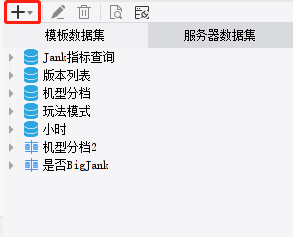 模板数据集 服务器数据集
Jank指标查询
版本列表
机型分档
玩法模式
小时
机型分档2
是否BigJank